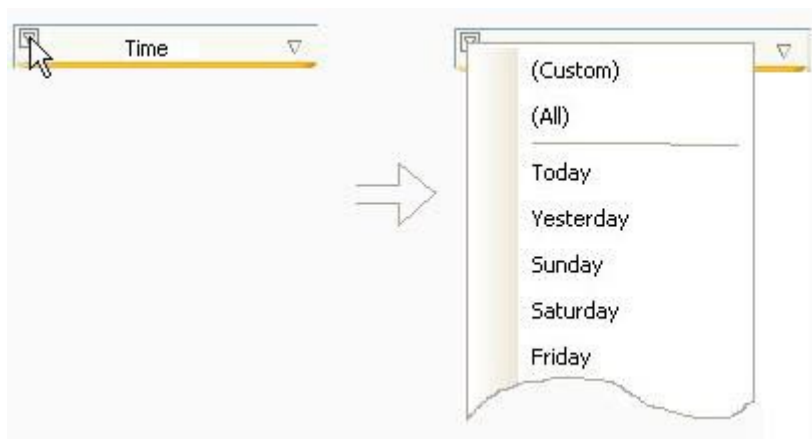 Time
(Custom)
(All)
Today
Yesterday
Sunday
Saturday
Friday